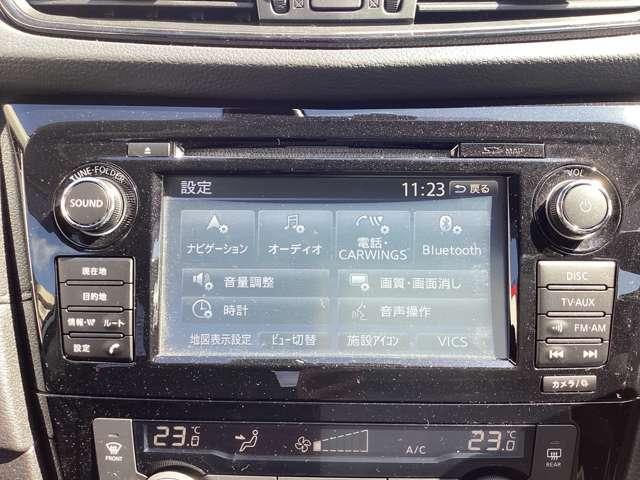 SD MAP
TUNE・FOLDER
SOUND
VOL
設定 11:23 戻る
ナビゲーション オーディオ 電話・CARWINGS Bluetooth
音量調整 画質・画面消し
時計 音声操作
地図表示設定 ビュー切替 施設アイコン VICS
現在地
目的地
情報・VV ルート
設定
DISC
TV・AUX
FM・AM
カメラ/
23.0℃ A/C 23.0℃
FRONT
REAR